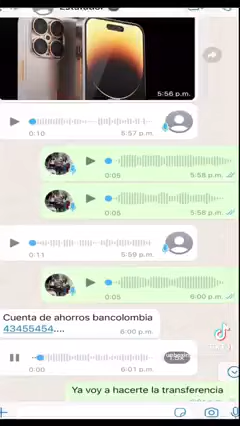 Estafador
5:56 p.m.
0:10
5:57 p.m.
0:05
5:58 p.m.
0:05
5:58 p.m.
0:11
5:59 p.m.
0:05
6:00 p.m.
Cuenta de ahorros bancolombia
43455454....
6:00 p.m.
1.5x
0:00
6:01 p.m.
Ya voy a hacerte la transferencia